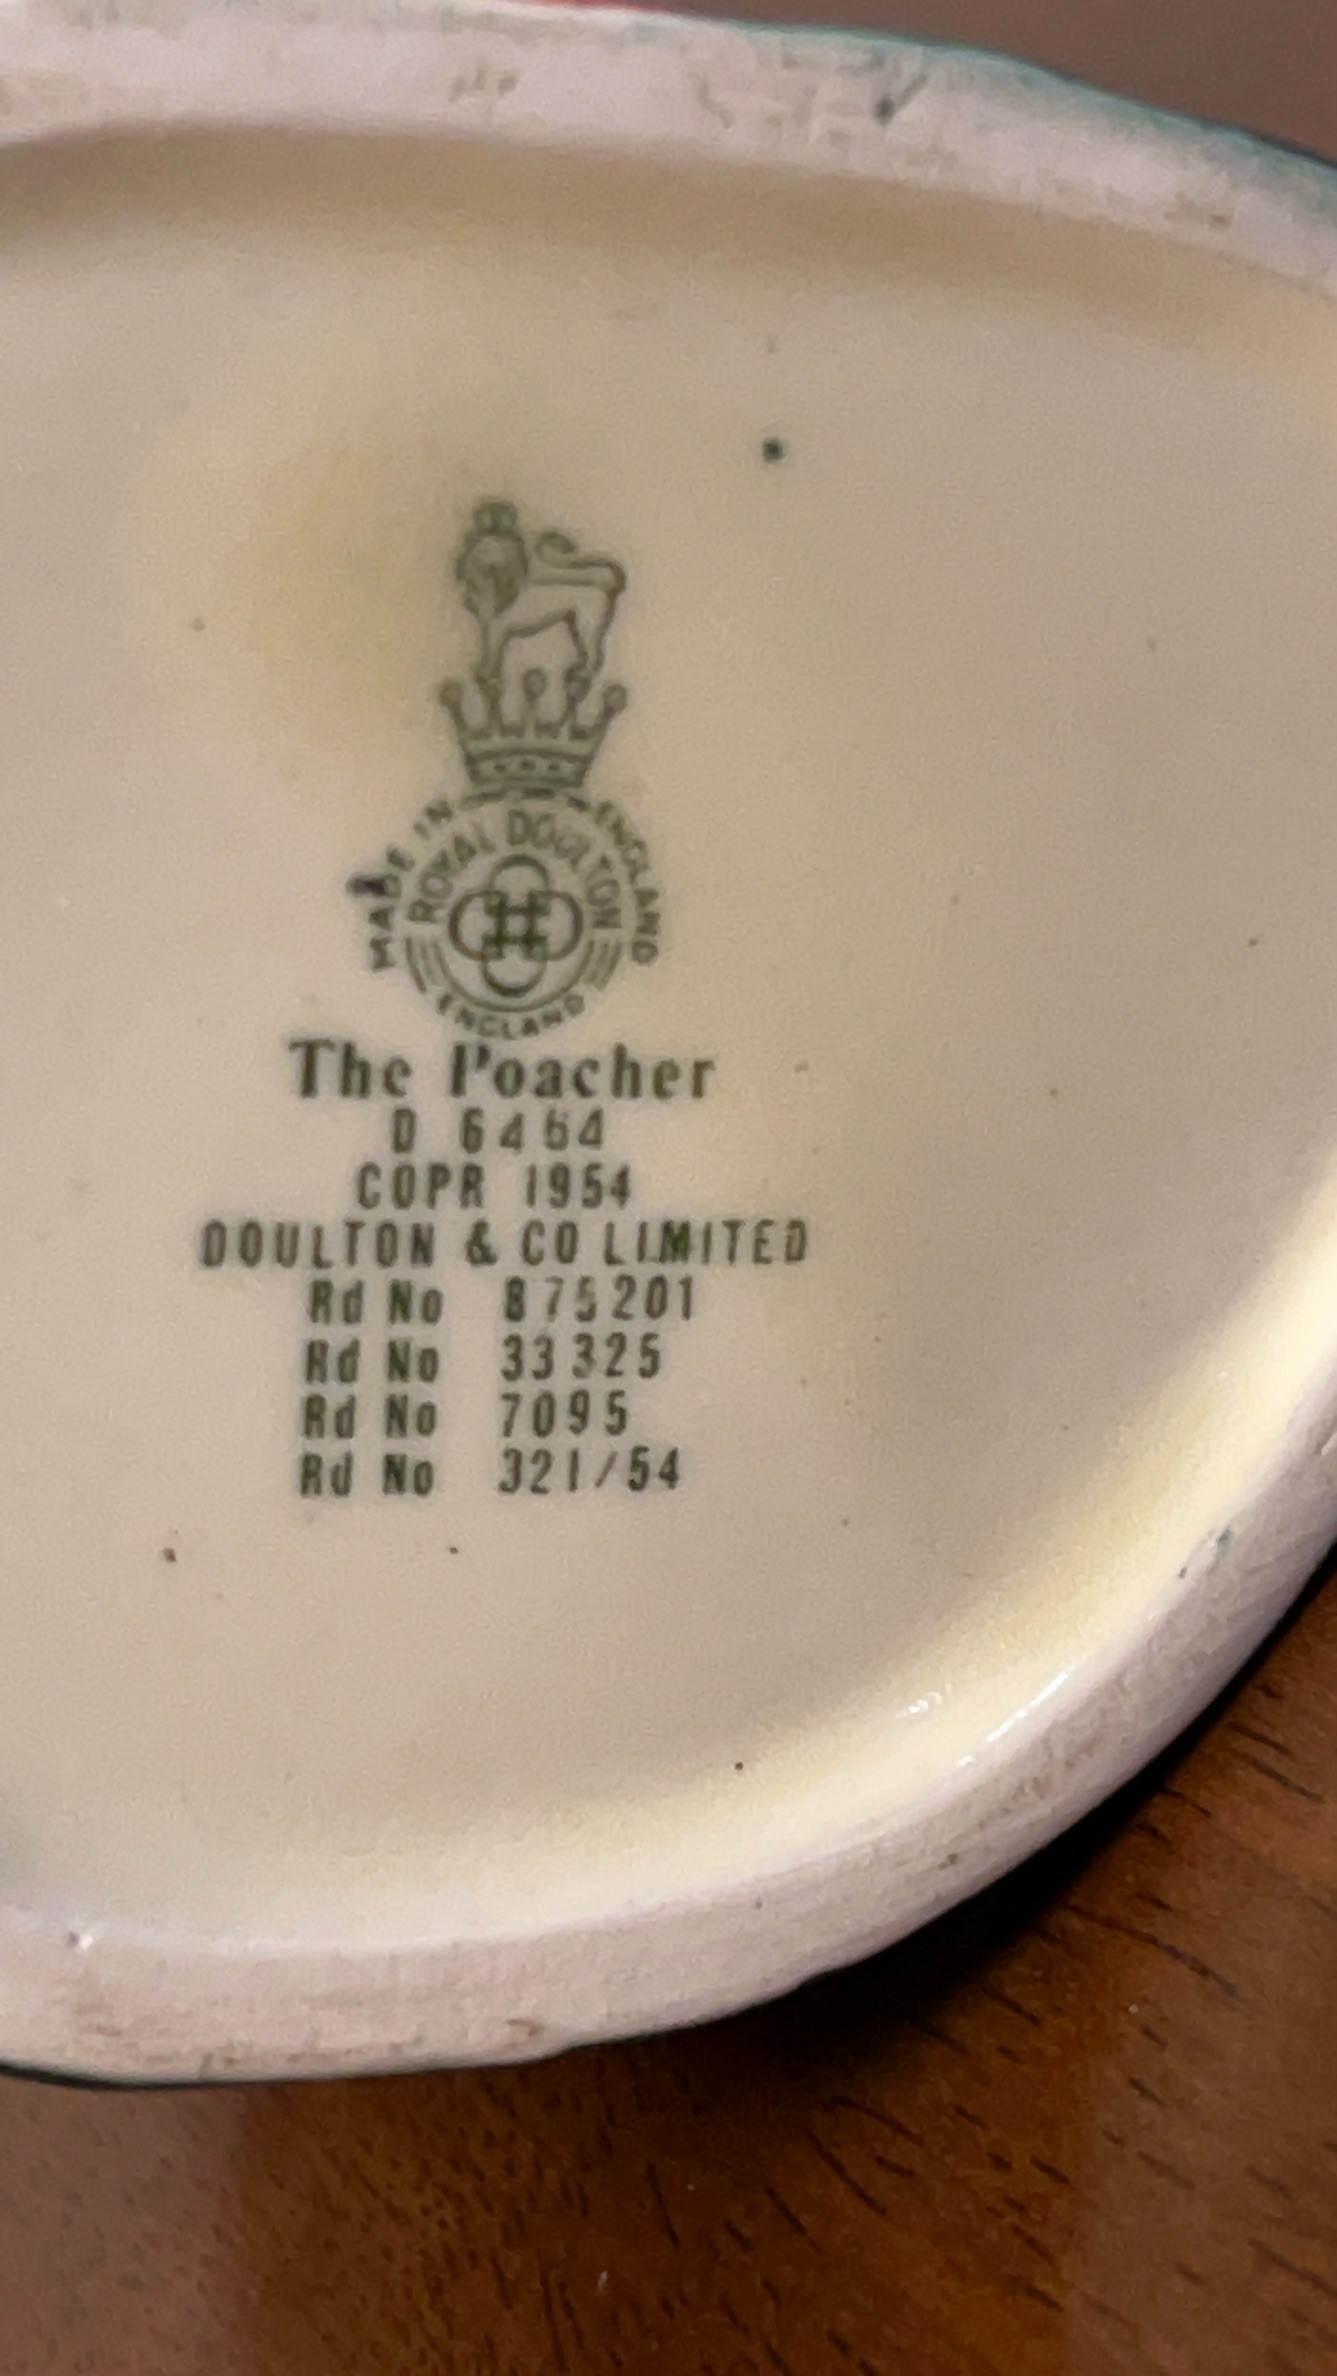 MADE IN ENGLAND
ROYAL DOULTON
ENGLAND
The Poacher
D 6464
COPR 1954
DOULTON & CO LIMITED
Rd No 875201
Rd No 33325
Rd No 7095
Rd No 321/54